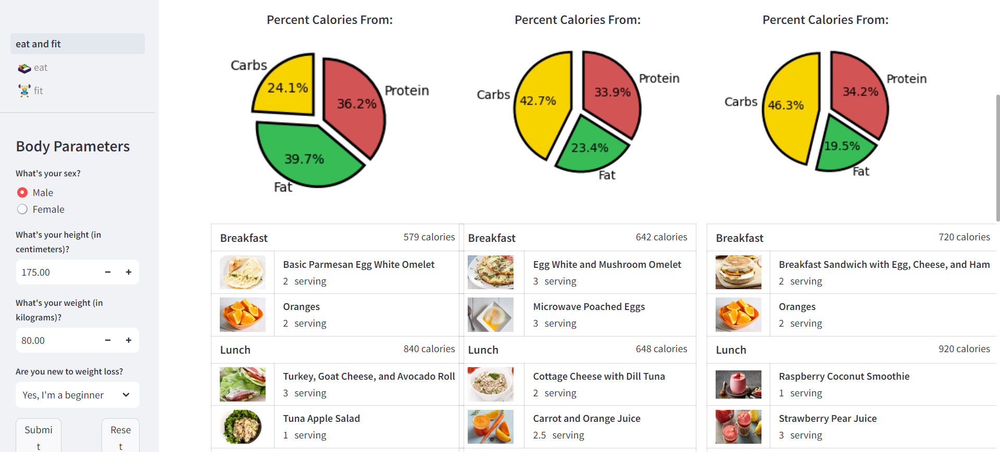 eat and fit
eat
fit
Body Parameters
What's your sex?
Male
Female
What's your height (in
centimeters)?
175.00
What's your weight (in
kilograms)?
80.00
Are you new to weight loss?
Yes, I'm a beginner
Submi
t
Rese
t
Percent Calories From:
Carbs
24.1%
Protein
36.2%
39.7%
Fat
Percent Calories From:
Carbs
42.7%
Protein
33.9%
23.4%
Fat
Percent Calories From:
Carbs
46.3%
Protein
34.2%
19.5%
Fat
Breakfast 579 calories
Basic Parmesan Egg White Omelet
2 serving
Oranges
2 serving
Lunch 840 calories
Turkey, Goat Cheese, and Avocado Roll
3 serving
Tuna Apple Salad
1 serving
Breakfast 642 calories
Egg White and Mushroom Omelet
3 serving
Microwave Poached Eggs
3 serving
Lunch 648 calories
Cottage Cheese with Dill Tuna
2 serving
Carrot and Orange Juice
2.5 serving
Breakfast 720 calories
Breakfast Sandwich with Egg, Cheese, and Ham
2 serving
Oranges
2 serving
Lunch 920 calories
Raspberry Coconut Smoothie
1 serving
Strawberry Pear Juice
3 serving